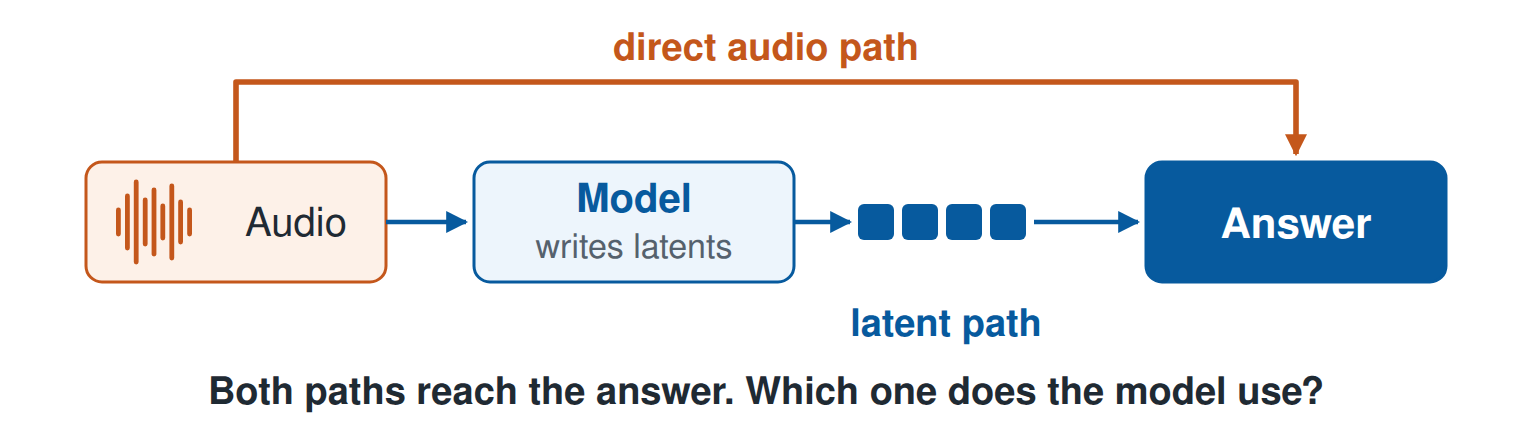 direct audio path
Audio
Model
writes latents
Answer
latent path
Both paths reach the answer. Which one does the model use?